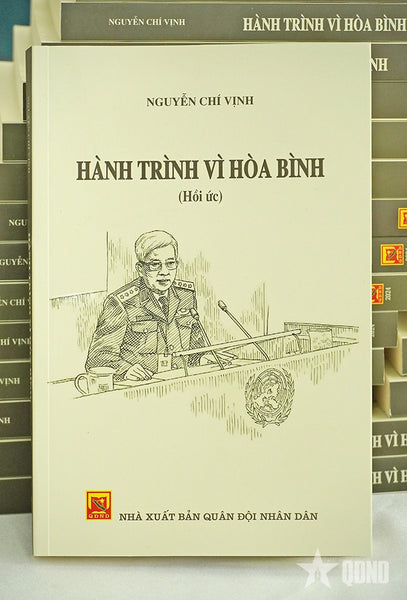 NGUYỄN CHÍ VỊNH
HÀNH TRÌNH VÌ HÒA BÌNH
NGUYỄN CHÍ VỊNH
HÀNH TRÌNH VÌ HÒA BÌNH
(Hồi ức)
QĐND
NHÀ XUẤT BẢN QUÂN ĐỘI NHÂN DÂN
2024
QĐND